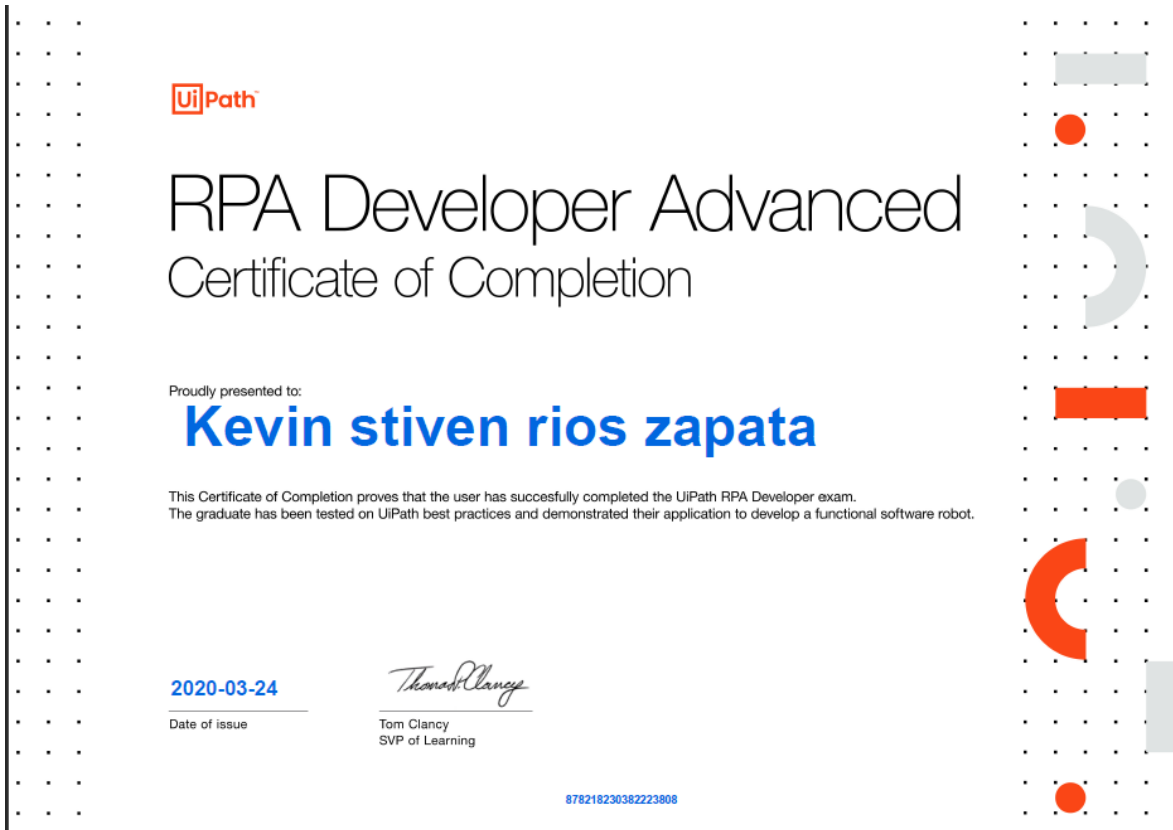 UiPath™
RPA Developer Advanced
Certificate of Completion
Proudly presented to:
Kevin stiven rios zapata
This Certificate of Completion proves that the user has succesfully completed the UiPath RPA Developer exam.
The graduate has been tested on UiPath best practices and demonstrated their application to develop a functional software robot.
2020-03-24
Thomas P. Clancy
Date of issue
Tom Clancy
SVP of Learning
878218230382223808